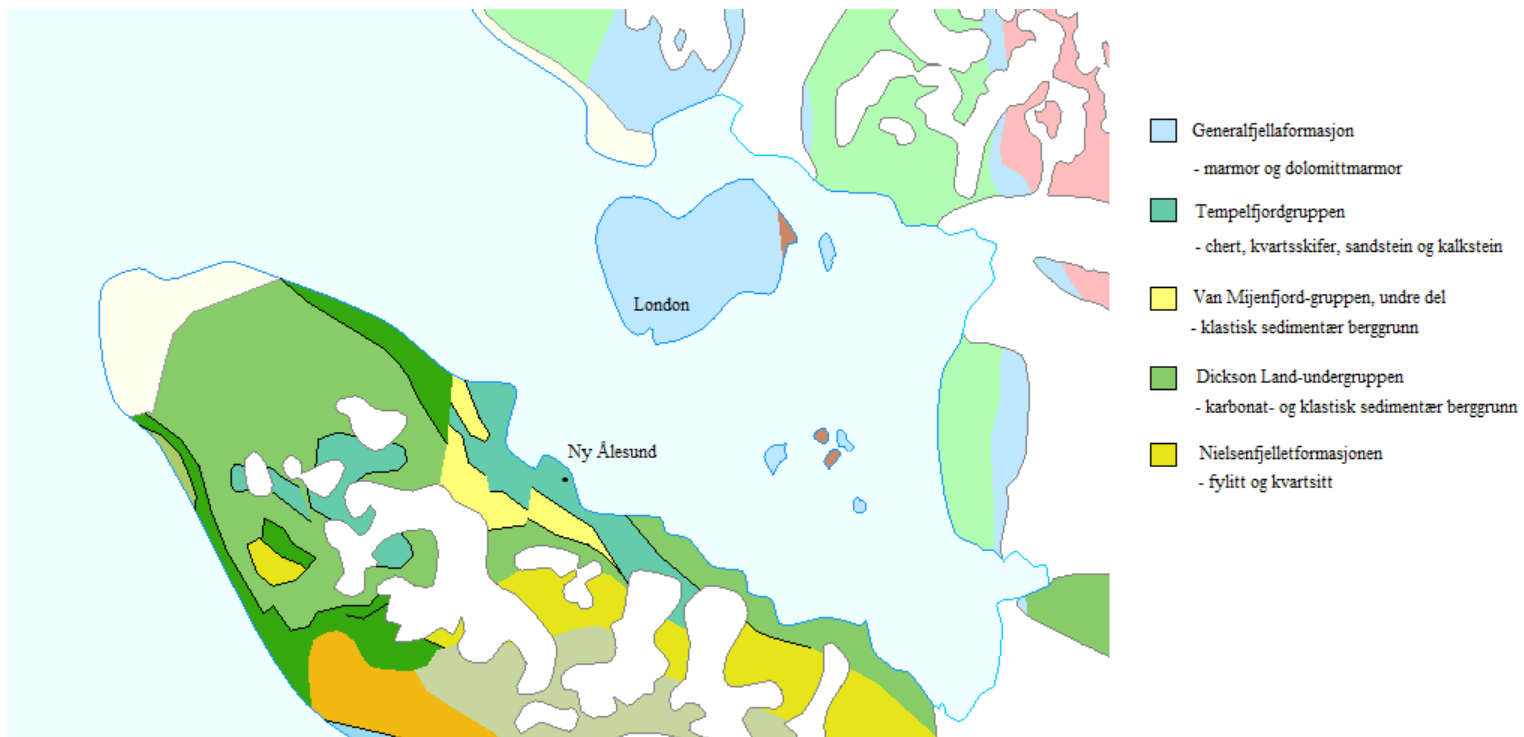 London
Ny Ålesund
Generalfjellaformasjon
- marmor og dolomittmarmor
Tempelfjordgruppen
- chert, kvartsskifer, sandstein og kalkstein
Van Mijenfjord-gruppen, undre del
- klastisk sedimentær berggrunn
Dickson Land-undergruppen
- karbonat- og klastisk sedimentær berggrunn
Nielsenfjelletformasjonen
- fylitt og kvartsitt